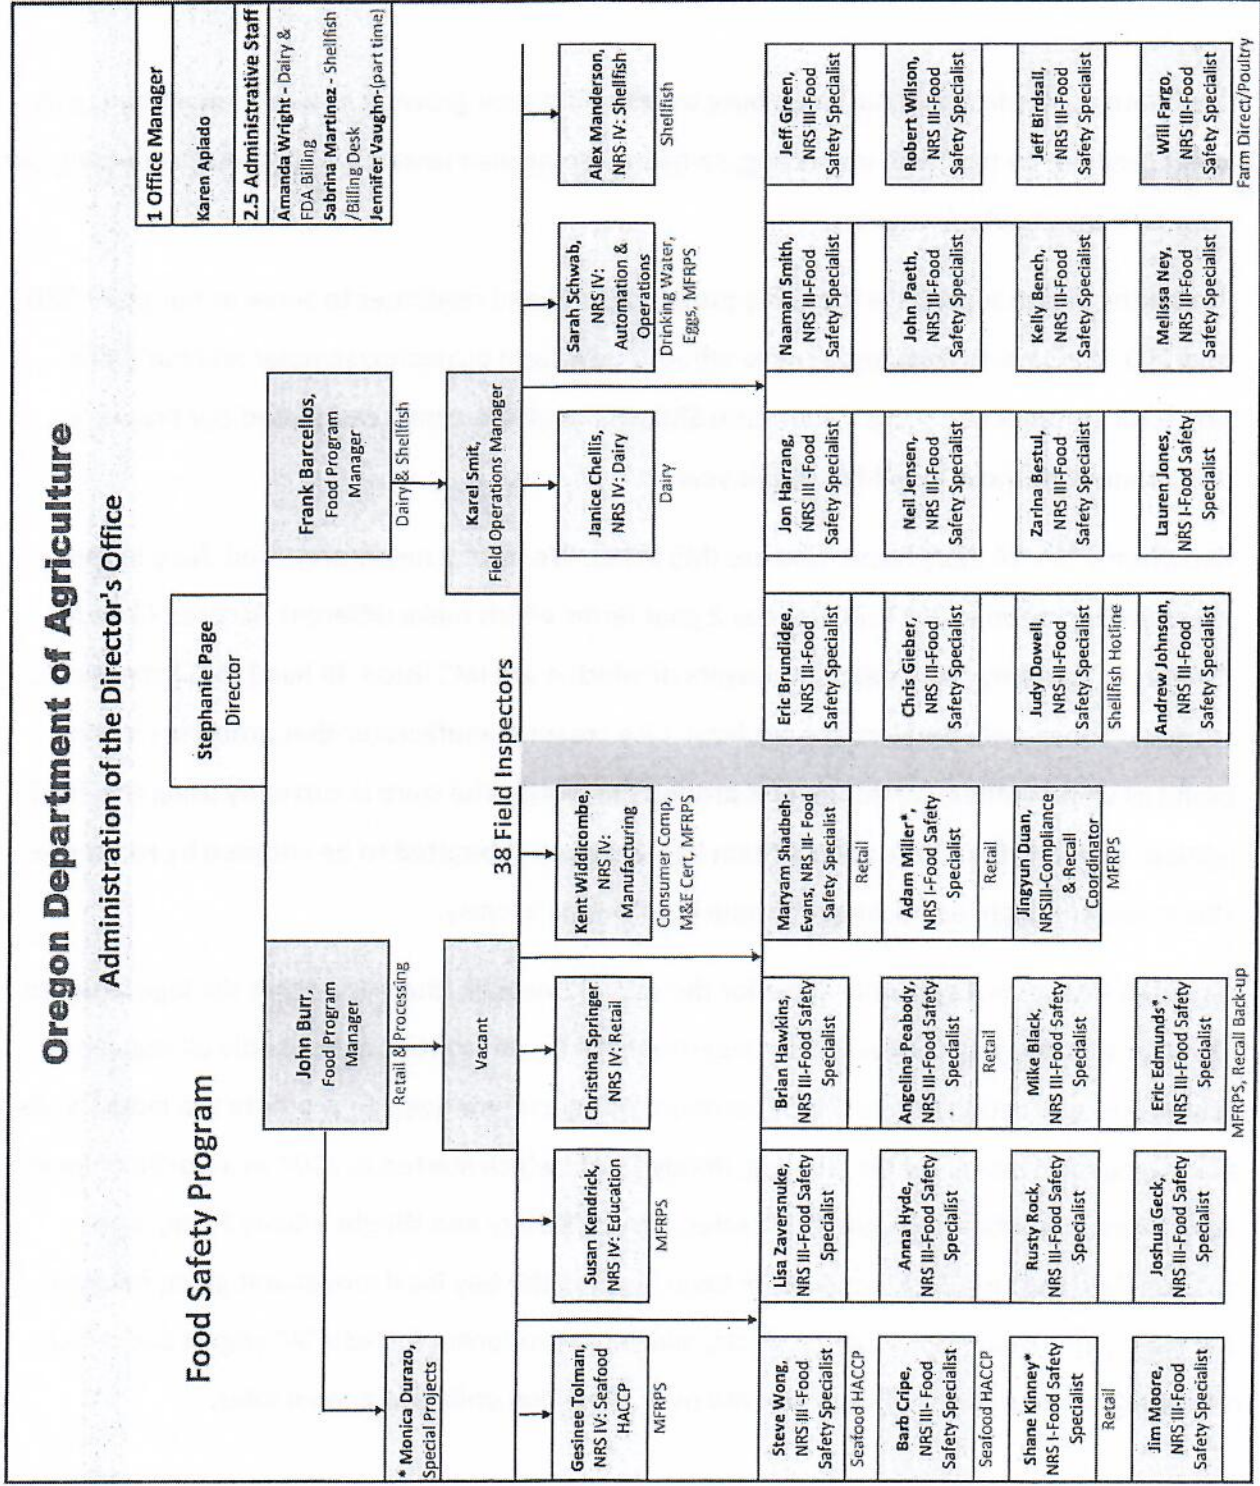 Oregon Department of Agriculture
Administration of the Director's Office
Food Safety Program
1 Office Manager
Karen Aplado
2.5 Administrative Staff
Amanda Wright - Dairy &
FDA Billing
Sabrina Martinez - Shellfish
/Billing Desk
Jennifer Vaughn(part time)
Stephanie Page
Director
John Burr,
Food Program
Manager
Retail & Processing
Frank Barcellos,
Food Program
Manager
Dairy & Shellfish
* Monica Durazo,
Special Projects
Vacant
Karel Smit,
Field Operations Manager
38 Field Inspectors
Gesinee Tolman,
NRS IV: Seafood
HACCP
MFRPS
Susan Kendrick,
NRS IV: Education
MFRPS
Christina Springer
NRS IV:Retail
Kent Widdicombe,
NRS IV:
Manufacturing
Consumer Comp,
M&E Cert, MFRPS
Janice Chellis,
NRS IV: Dairy
Dairy
Sarah Schwab,
NRS IV:
Automation &
Operations
Drinking Water,
Eggs, MFRPS
Alex Manderson,
NRS IV: Shellfish
Shellfish
Steve Wong,
NRS III-Food
Safety Specialist
Seafood HACCP
Lisa Zaversnuke,
NRS III-Food Safety
Specialist
Brian Hawkins,
NRS III-Food Safety
Specialist
Maryam Shadbeh-
Evans, NRS III- Food
Safety Specialist
Retail
Eric Brundidge,
NRS III-Food
Safety Specialist
Jon Harrang,
NRS III-Food
Safety Specialist
Naaman Smith,
NRS III-Food
Safety Specialist
Jeff Green,
NRS III-Food
Safety Specialist
Barb Cripe,
NRS III- Food
Safety Specialist
Seafood HACCP
Anna Hyde,
NRS III-Food Safety
Specialist
Angelina Peabody,
NRS III-Food Safety
Specialist
Retail
Adam Miller*,
NRS I-Food Safety
Specialist
Retail
Chris Giebel,
NRS III-Food
Safety Specialist
Neil Jensen,
NRS III-Food
Safety Specialist
John Paeth,
NRS III-Food
Safety Specialist
Robert Wilson,
NRS III-Food
Safety Specialist
Shane Kinney*
NRS I-Food Safety
Specialist
Retail
Rusty Rock,
NRS III-Food Safety
Specialist
Mike Black,
NRS III-Food Safety
Specialist
Jingyun Duan,
NRSIII-Compliance
& Recall
Coordinator
MFRPS
Judy Dowell,
NRS III-Food
Safety Specialist
Shellfish Hotline
Zarina Jestul,
NRS III-Food
Safety Specialist
Kelly Fench,
NRS III-Food
Safety Specialist
Jeff Birdsall,
NRS III-Food
Safety Specialist
Jim Moore,
NRS III-Food
Safety Specialist
Joshua Geck,
NRS III-Food Safety
Specialist
Eric Edmunds*,
NRS III-Food Safety
Specialist
MFRPS, Recall Back-up
Andrew Johnson,
NRS III-Food
Safety Specialist
Lauren Jones,
NRS I-Food Safety
Specialist
Melissa Ney,
NRS III-Food
Safety Specialist
Will Fargo,
NRS III-Food
Safety Specialist
Farm Direct/Poultry